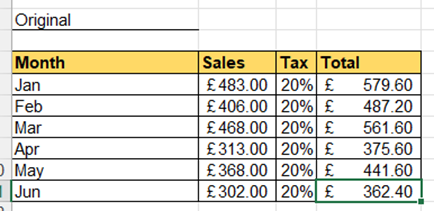 Original
Month Sales Tax Total
Jan £483.00 20% £ 579.60
Feb £406.00 20% £ 487.20
Mar £468.00 20% £ 561.60
Apr £313.00 20% £ 375.60
May £368.00 20% £ 441.60
Jun £302.00 20% £ 362.40